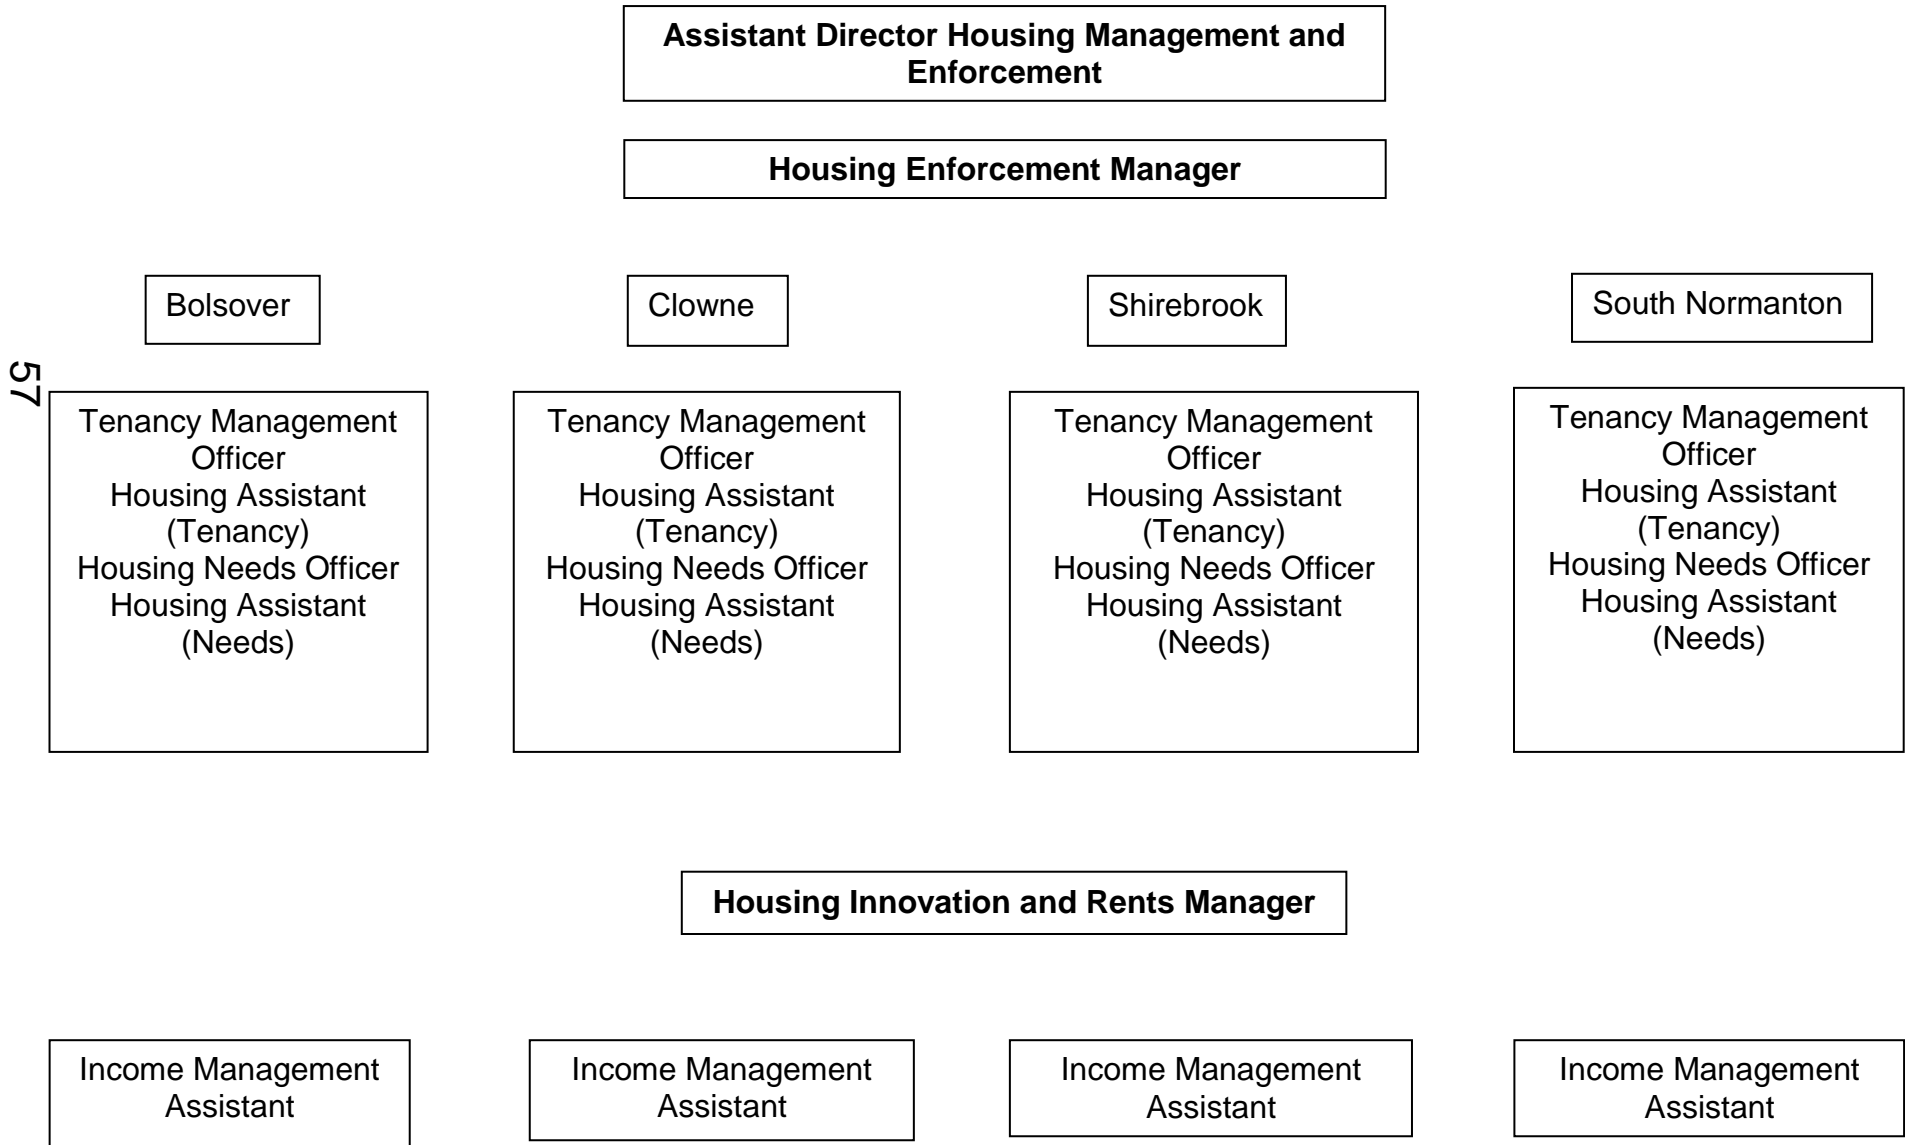 Assistant Director Housing Management and
Enforcement
Housing Enforcement Manager
Bolsover
Clowne
Shirebrook
South Normanton
57
Tenancy Management
Officer
Housing Assistant
(Tenancy)
Housing Needs Officer
Housing Assistant
(Needs)
Tenancy Management
Officer
Housing Assistant
(Tenancy)
Housing Needs Officer
Housing Assistant
(Needs)
Tenancy Management
Officer
Housing Assistant
(Tenancy)
Housing Needs Officer
Housing Assistant
(Needs)
Tenancy Management
Officer
Housing Assistant
(Tenancy)
Housing Needs Officer
Housing Assistant
(Needs)
Housing Innovation and Rents Manager
Income Management
Assistant
Income Management
Assistant
Income Management
Assistant
Income Management
Assistant